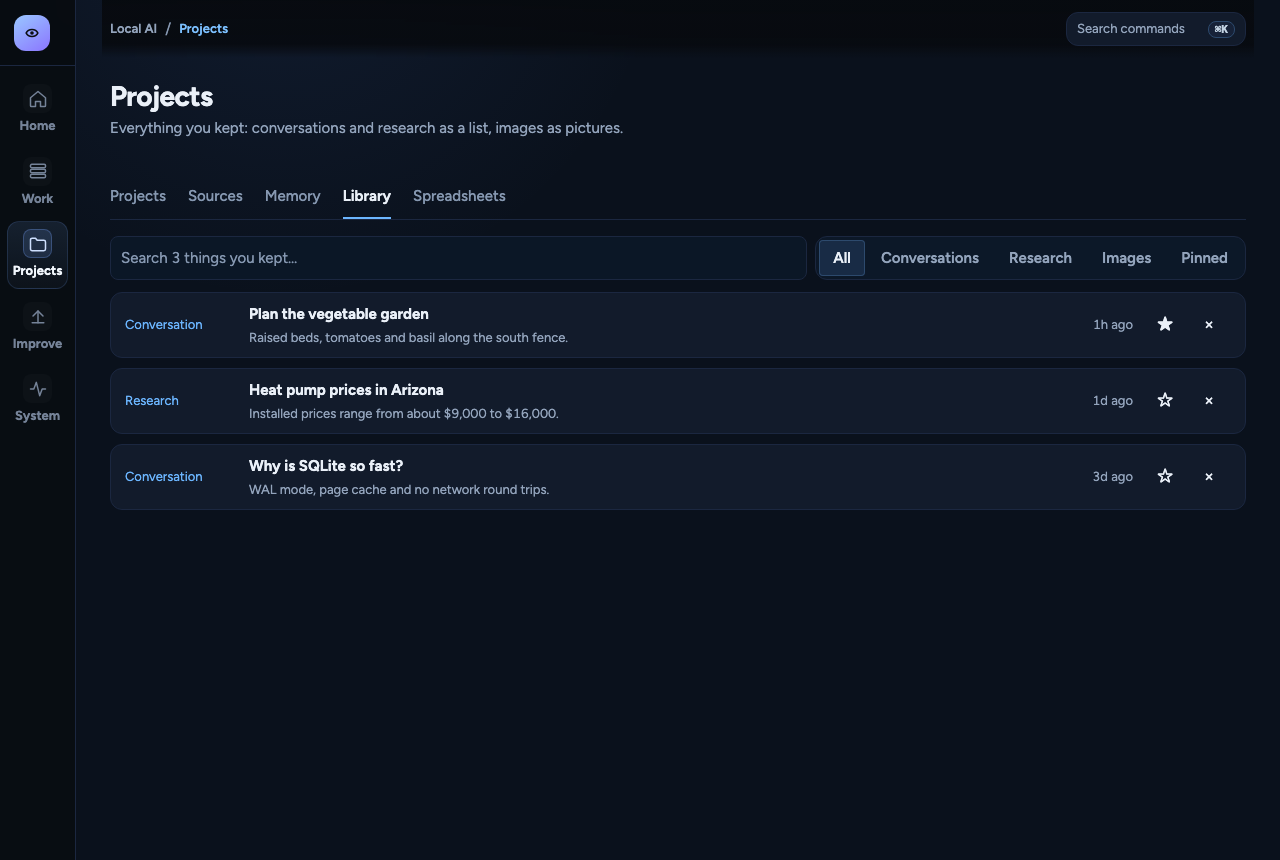 Local AI / Projects
Search commands ⌘K
Home
Work
Projects
Improve
System
Projects
Everything you kept: conversations and research as a list, images as pictures.
Projects Sources Memory Library Spreadsheets
Search 3 things you kept...
All Conversations Research Images Pinned
Conversation
Plan the vegetable garden
Raised beds, tomatoes and basil along the south fence.
1h ago ★ ×
Research
Heat pump prices in Arizona
Installed prices range from about $9,000 to $16,000.
1d ago ☆ ×
Conversation
Why is SQLite so fast?
WAL mode, page cache and no network round trips.
3d ago ☆ ×